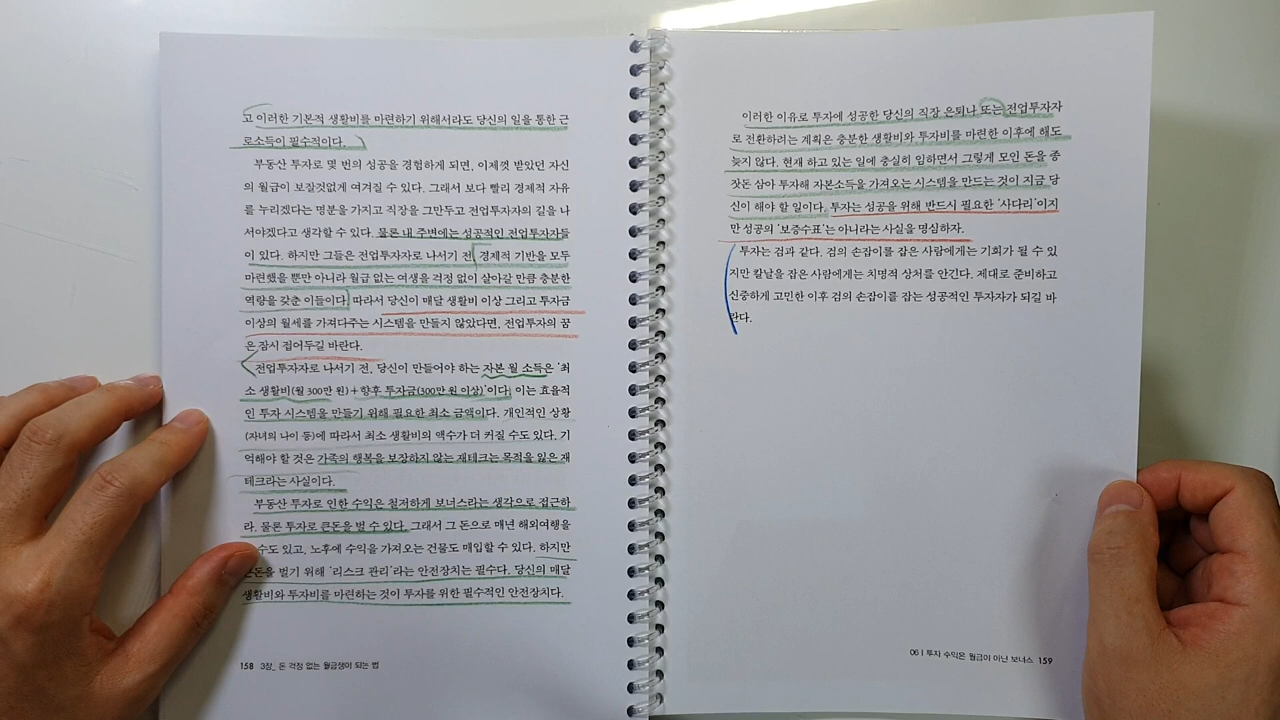 고 이러한 기본적 생활비를 마련하기 위해서라도 당신의 일을 통한 근
로소득이 필수적이다.
부동산 투자로 몇 번의 성공을 경험하게 되면, 이제껏 받았던 자신
의 월급이 보잘것없게 여겨질 수 있다. 그래서 보다 빨리 경제적 자유
를 누리겠다는 명분을 가지고 직장을 그만두고 전업투자자의 길을 나
서야겠다고 생각할 수 있다. 물론 내 주변에는 성공적인 전업투자자들
이 있다. 하지만 그들은 전업투자자로 나서기 전, 경제적 기반을 모두
마련했을 뿐만 아니라 월급 없는 여생을 걱정 없이 살아갈 만큼 충분한
역량을 갖춘 이들이다. 따라서 당신이 매달 생활비 이상 그리고 투자금
이상의 월세를 가져다주는 시스템을 만들지 않았다면, 전업투자의 꿈
은 잠시 접어두길 바란다.
전업투자자로 나서기 전, 당신이 만들어야 하는 자본 월 소득은 '최
소 생활비(월 300만 원)+향후 투자금(300만 원 이상)'이다. 이는 효율적
인 투자 시스템을 만들기 위해 필요한 최소 금액이다. 개인적인 상황
(자녀의 나이 등)에 따라서 최소 생활비의 액수가 더 커질 수도 있다. 기
억해야 할 것은 가족의 행복을 보장하지 않는 재테크는 목적을 잃은 재
테크라는 사실이다.
부동산 투자로 인한 수익은 철저하게 보너스라는 생각으로 접근하
라. 물론 투자로 큰돈을 벌 수 있다. 그래서 그 돈으로 매년 해외여행을
수도 있고, 노후에 수익을 가져오는 건물도 매입할 수 있다. 하지만
벌기 위해 '리스크 관리'라는 안전장치는 필수다. 당신의 매달
생활비와 투자비를 마련하는 것이 투자를 위한 필수적인 안전장치다.
158 3장_ 돈 걱정 없는 월급쟁이 되는 법
이러한 이유로 투자에 성공한 당신의 직장 은퇴나 또는 전업투자자
로 전환하려는 계획은 충분한 생활비와 투자비를 마련한 이후에 해도
늦지 않다. 현재 하고 있는 일에 충실히 임하면서 그렇게 모인 돈을 종
잣돈 삼아 투자해 자본소득을 가져오는 시스템을 만드는 것이 지금 당
신이 해야 할 일이다. 투자는 성공을 위해 반드시 필요한 '사다리'이지
만 성공의 '보증수표'는 아니라는 사실을 명심하자.
투자는 검과 같다. 검의 손잡이를 잡은 사람에게는 기회가 될 수 있
지만 칼날을 잡은 사람에게는 치명적 상처를 안긴다. 제대로 준비하고
신중하게 고민한 이후 검의 손잡이를 잡는 성공적인 투자자가 되길 바
란다.
06 | 투자 수익은 월급이 아닌 보너스 159